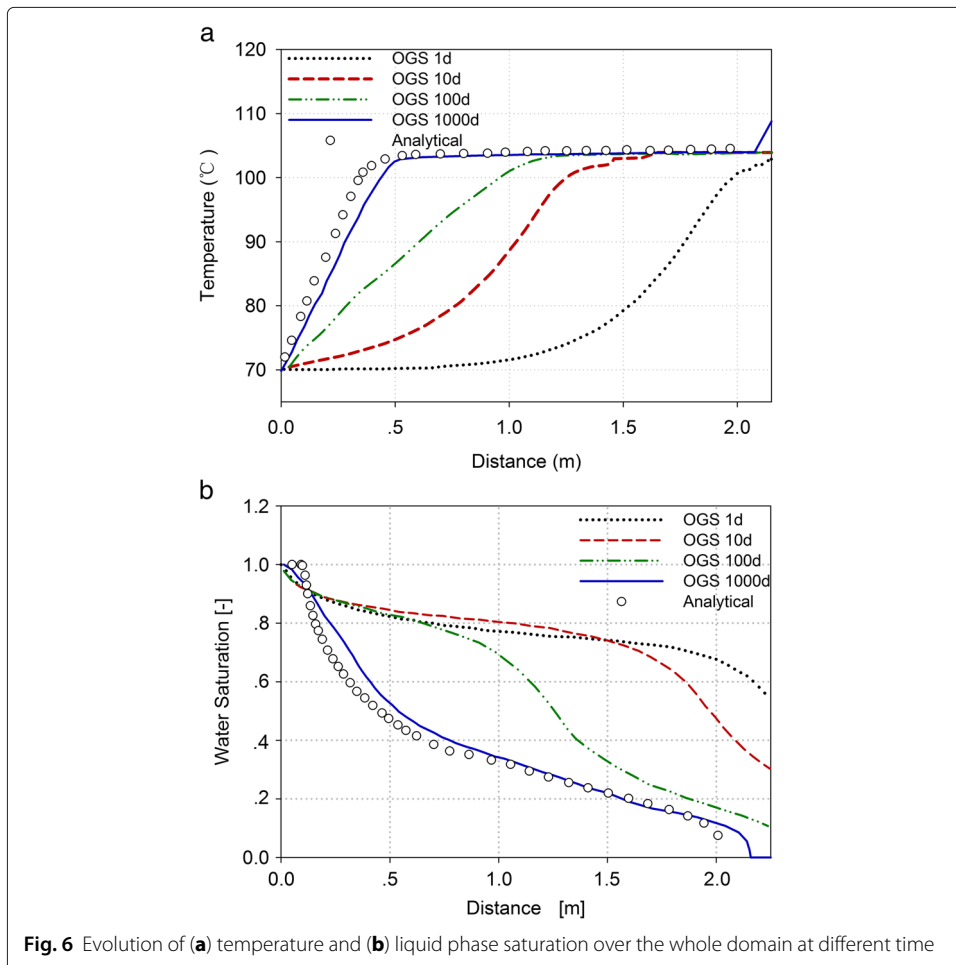 a
120
110
100
90
80
70
Temperature (℃)
OGS 1d
OGS 10d
OGS 100d
OGS 1000d
Analytical
0.0 .5 1.0 1.5 2.0
Distance (m)
b
1.2
1.0
.8
.6
.4
.2
0.0
Water Saturation [-]
OGS 1d
OGS 10d
OGS 100d
OGS 1000d
Analytical
0.0 .5 1.0 1.5 2.0
Distance [m]
Fig. 6 Evolution of (a) temperature and (b) liquid phase saturation over the whole domain at different time